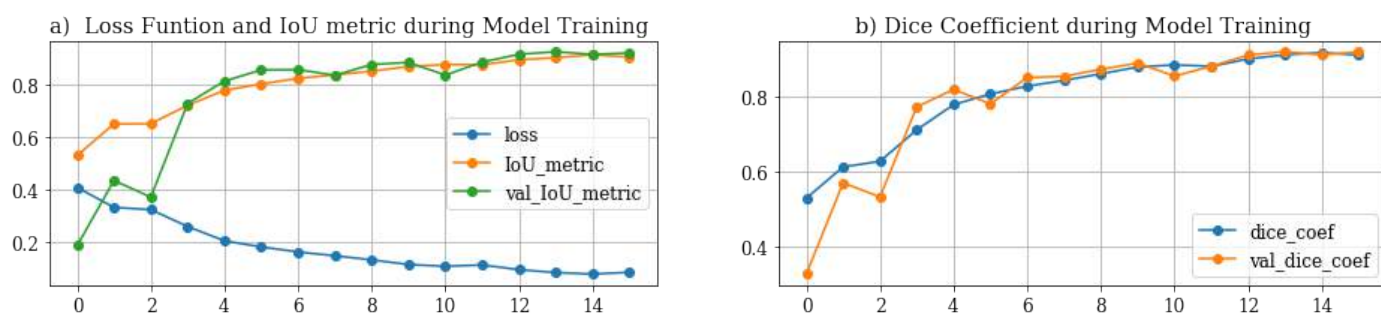 a) Loss Funtion and IoU metric during Model Training
0.8
0.6
0.4
0.2
loss
IoU_metric
val_IoU_metric
0 2 4 6 8 10 12 14
b) Dice Coefficient during Model Training
0.8
0.6
0.4
dice_coef
val_dice_coef
0 2 4 6 8 10 12 14